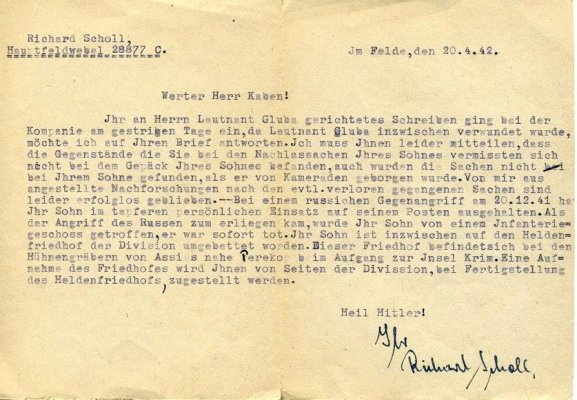 Richard Scholl,
Hauptfeldwebel 28877 C.
Jm Felde, den 20.4.42.
Werter Herr Kaben!
Jhr an Herrn Leutnant Gluba gerichtetes Schreiben ging bei der
Kompanie am gestrigen Tage ein, da Leutnant Gluba inzwischen verwundet wurde,
möchte ich auf Jhren Brief antworten. Jch muss Jhnen leider mitteilen, dass
die Gegenstände die Sie bei den Nachlassachen Jhres Sohnes vermissten sich
nicht bei dem Gepäck Jhres Sohnes befanden, auch wurden die Sachen nicht
bei Jhrem Sohne gefunden, als er von Kameraden geborgen wurde. Von mir aus
angestellte Nachforschungen nach den evtl. verloren gegangenen Sachen sind
leider erfolglos geblieben.--- Bei einem russichen Gegenangriff am 20.12.41 ha
Jhr Sohn im tapferen persönlichen Einsatz auf seinem Posten ausgehalten. Als
der Angriff des Russen zum erliegen kam, wurde Jhr Sohn von einem Jnfanterie-
geschoss getroffen, er war sofort tot. Jhr Sohn ist inzwischen auf den Helden-
friedhof der Division umgebettet worden. Dieser Friedhof befindetsich bei den
Hühnengräbern von Assis nahe Pereko b im Aufgang zur Jnsel Krim. Eine Auf-
nahme des Friedhofes wird Jhnen von Seiten der Divission, bei Fertigstellung
des Heldenfriedhofs, zugestellt werden.
Heil Hitler!
Jhr
Richard Scholl.